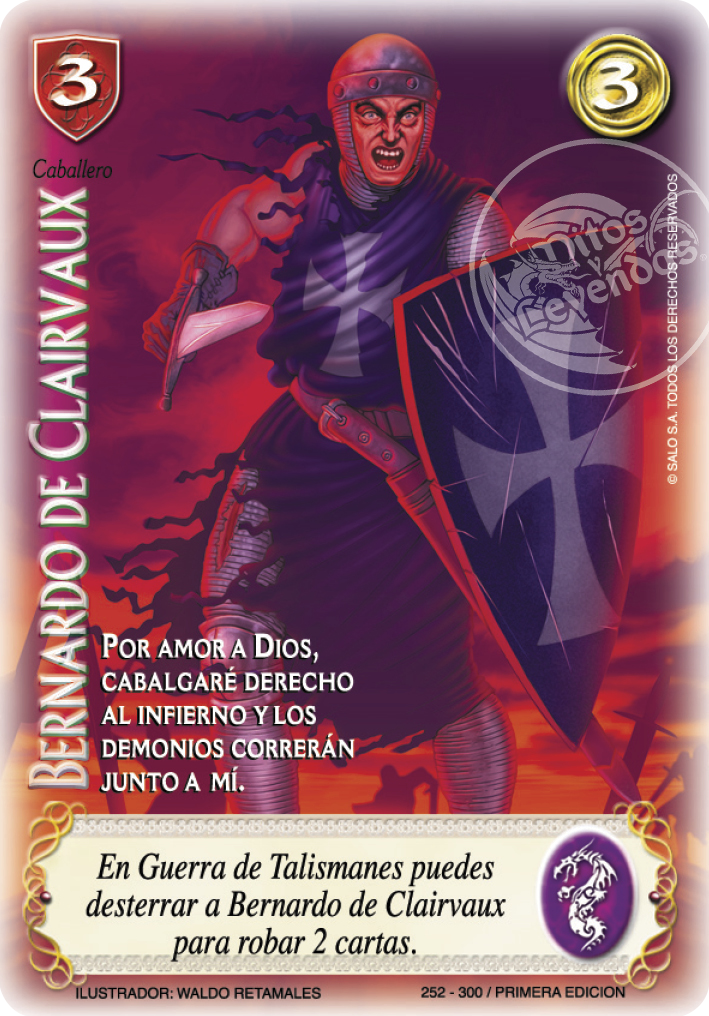 3
3
Caballero
BERNARDO DE CLAIRVAUX
mitos
y
Leyendas
© SALO S.A. TODOS LOS DERECHOS RESERVADOS
POR AMOR A DIOS,
CABALGARÉ DERECHO
AL INFIERNO Y LOS
DEMONIOS CORRERÁN
JUNTO A MÍ.
En Guerra de Talismanes puedes
desterrar a Bernardo de Clairvaux
para robar 2 cartas.
ILUSTRADOR: WALDO RETAMALES
252 - 300 / PRIMERA EDICION